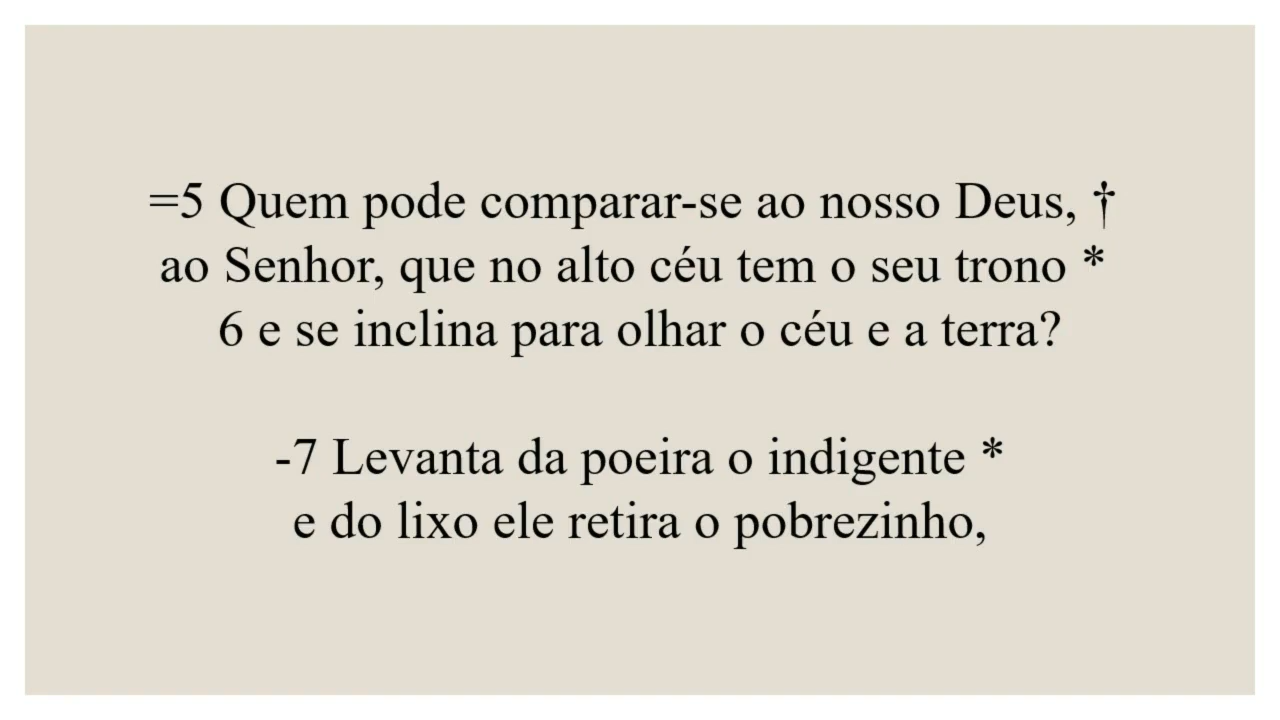 =5 Quem pode comparar-se ao nosso Deus, †
ao Senhor, que no alto céu tem o seu trono *
6 e se inclina para olhar o céu e a terra?
-7 Levanta da poeira o indigente *
e do lixo ele retira o pobrezinho,